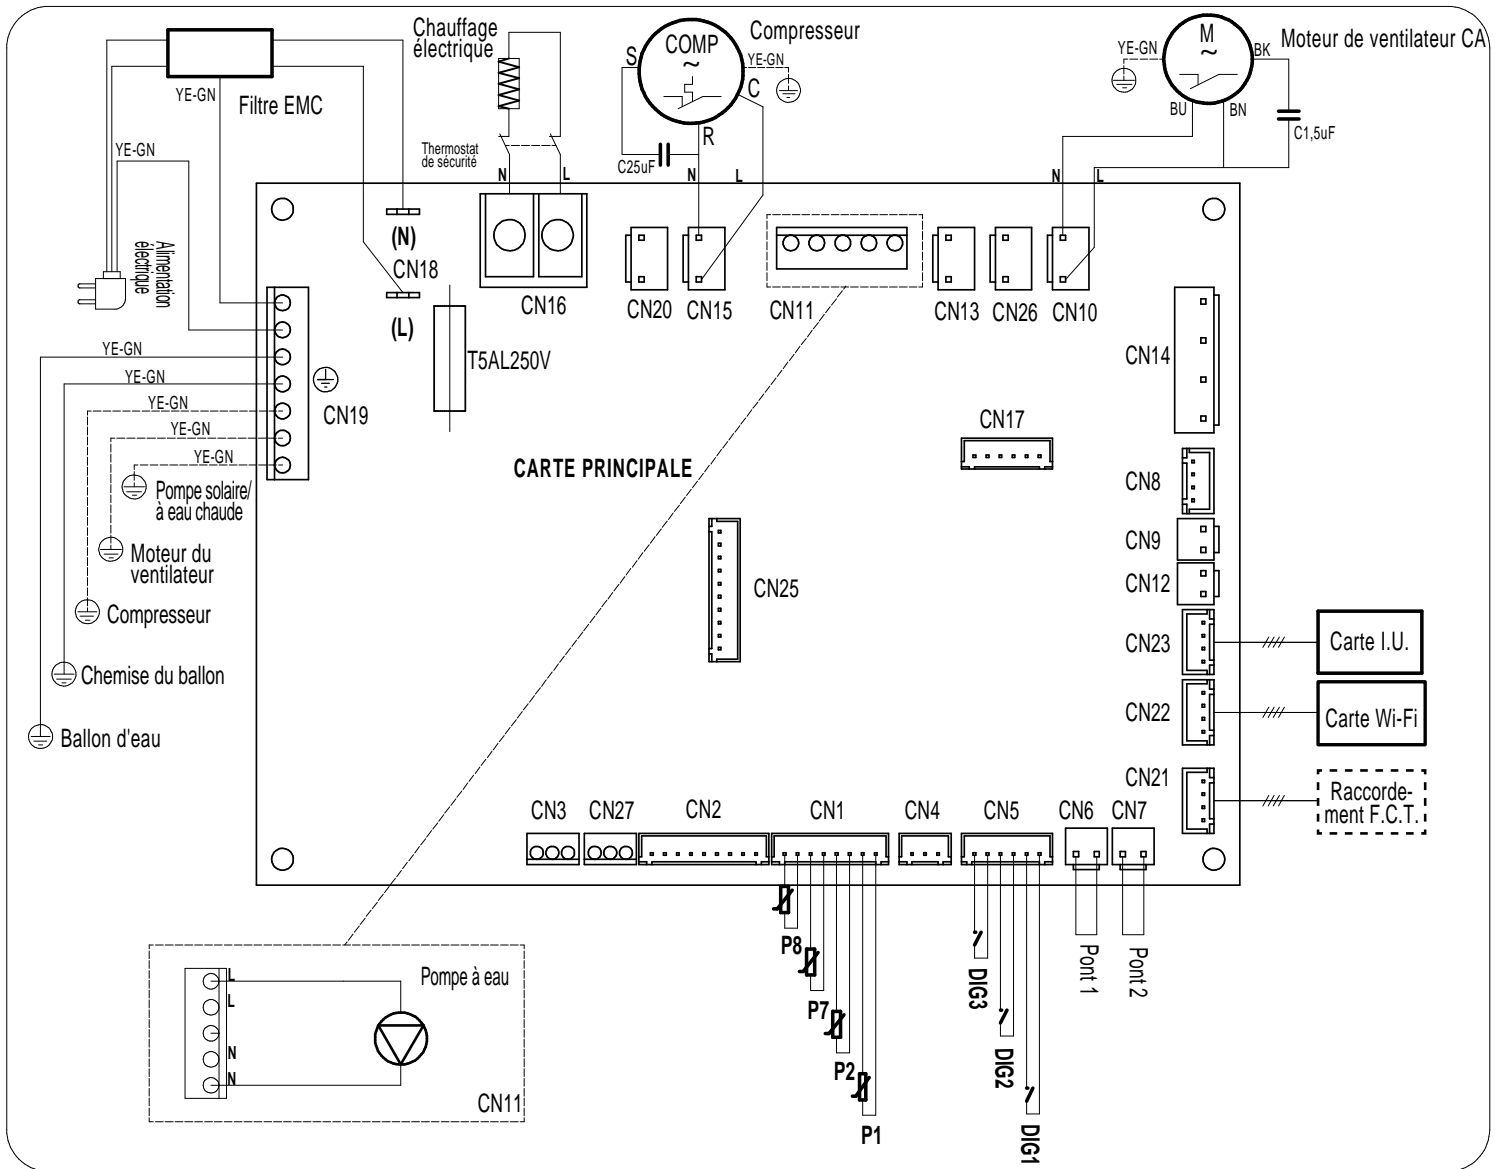 Chauffage
électrique
S
COMP
~
YE-GN
C
R
Compresseur
YE-GN
M
~
BK
BU
BN
Moteur de ventilateur CA
C1,5uF
YE-GN
Filtre EMC
YE-GN
Thermostat
de sécurité
C25uF
N
L
N
L
N
L
Alimentation
électrique
(N)
CN18
(L)
CN16
CN20
CN15
CN11
CN13
CN26
CN10
T5AL250V
CN14
YE-GN
YE-GN
YE-GN
YE-GN
YE-GN
CN19
CN17
CARTE PRINCIPALE
Pompe solaire/
à eau chaude
Moteur du
ventilateur
Compresseur
Chemise du ballon
Ballon d'eau
CN25
CN8
CN9
CN12
CN23
Carte I.U.
CN22
Carte Wi-Fi
CN21
Raccorde-
ment F.C.T.
CN3
CN27
CN2
CN1
CN4
CN5
CN6
CN7
P8
P7
P2
P1
DIG3
DIG2
DIG1
Pont 1
Pont 2
L
L
N
N
Pompe à eau
CN11